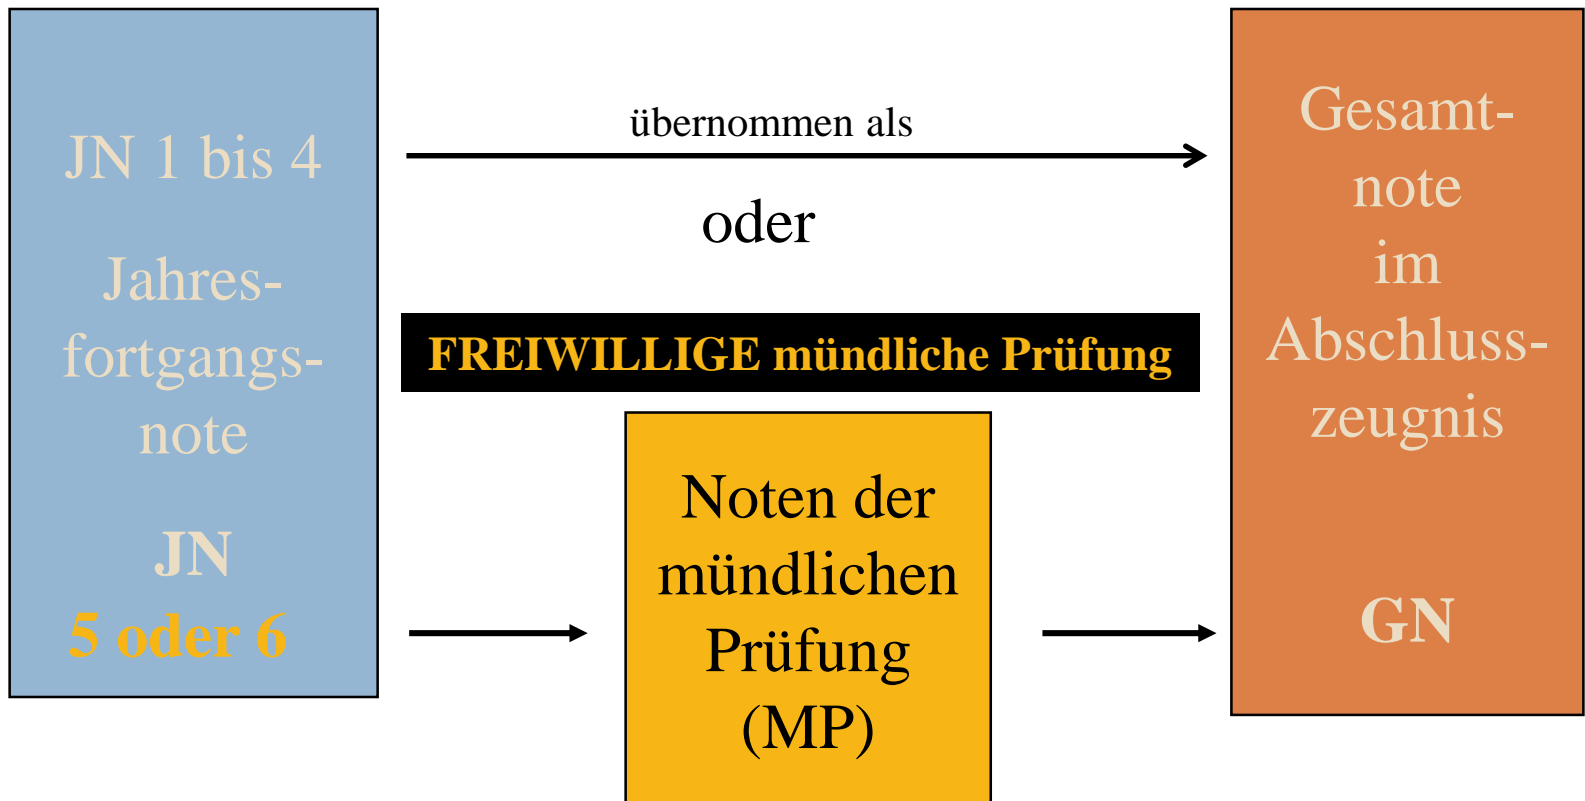 JN 1 bis 4
Jahres-
fortgangs-
note
JN
5 oder 6
übernommen als
oder
FREIWILLIGE mündliche Prüfung
Noten der
mündlichen
Prüfung
(MP)
Gesamt-
note
im
Abschluss-
zeugnis
GN